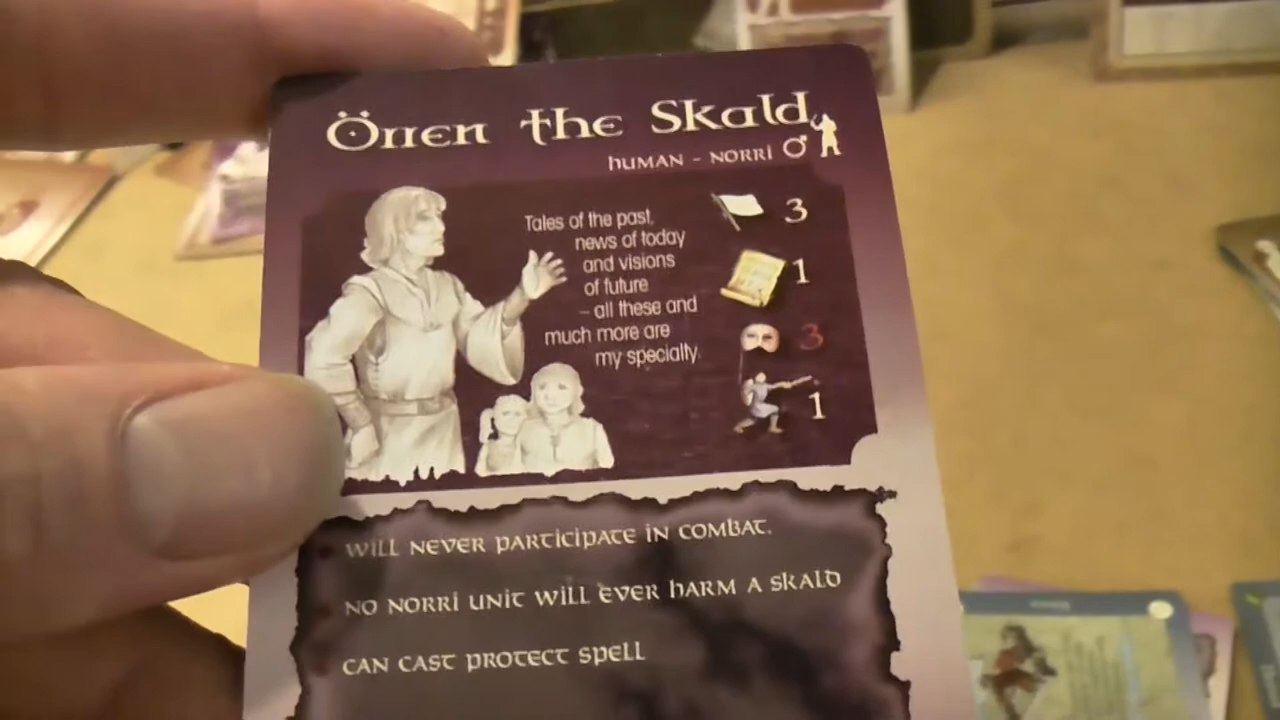 Örren the Skald
human - norri ♂
3
Tales of the past,
news of today
and visions
of future
– all these and
much more are
my specialty.
1
3
1
will never participate in combat.
no norri unit will ever harm a skald
can cast protect spell